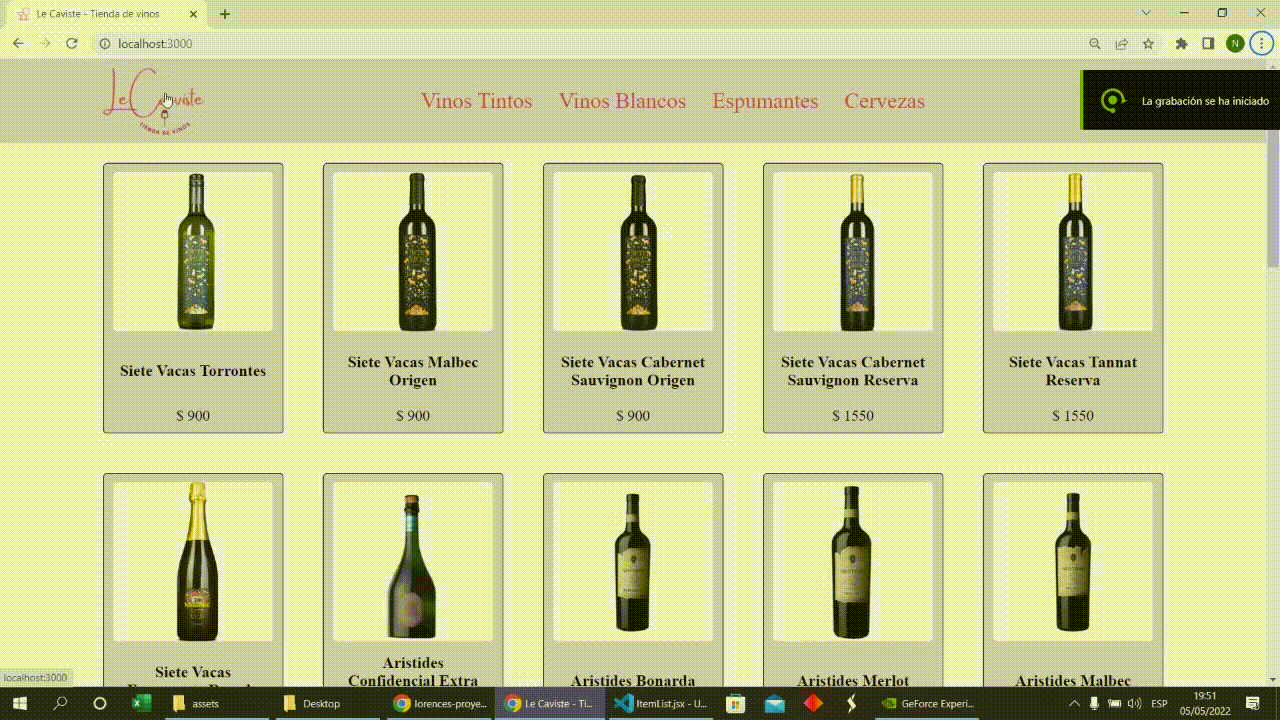 Le Caviste - Tienda de vinos
localhost:3000
N
Le Caviste
TIENDA DE VINOS
Vinos Tintos
Vinos Blancos
Espumantes
Cervezas
La grabación se ha iniciado
Siete Vacas Torrontes
$ 900
Siete Vacas Malbec
Origen
$ 900
Siete Vacas Cabernet
Sauvignon Origen
$ 900
Siete Vacas Cabernet
Sauvignon Reserva
$ 1550
Siete Vacas Tannat
Reserva
$ 1550
Siete Vacas
Aristides
Confidencial Extra
Aristides Bonarda
Aristides Merlot
Aristides Malbec
localhost:3000
assets
Desktop
lorences-proye...
Le Caviste - Ti...
ItemList.jsx - U...
GeForce Experi...
ESP
19:51
05/05/2022